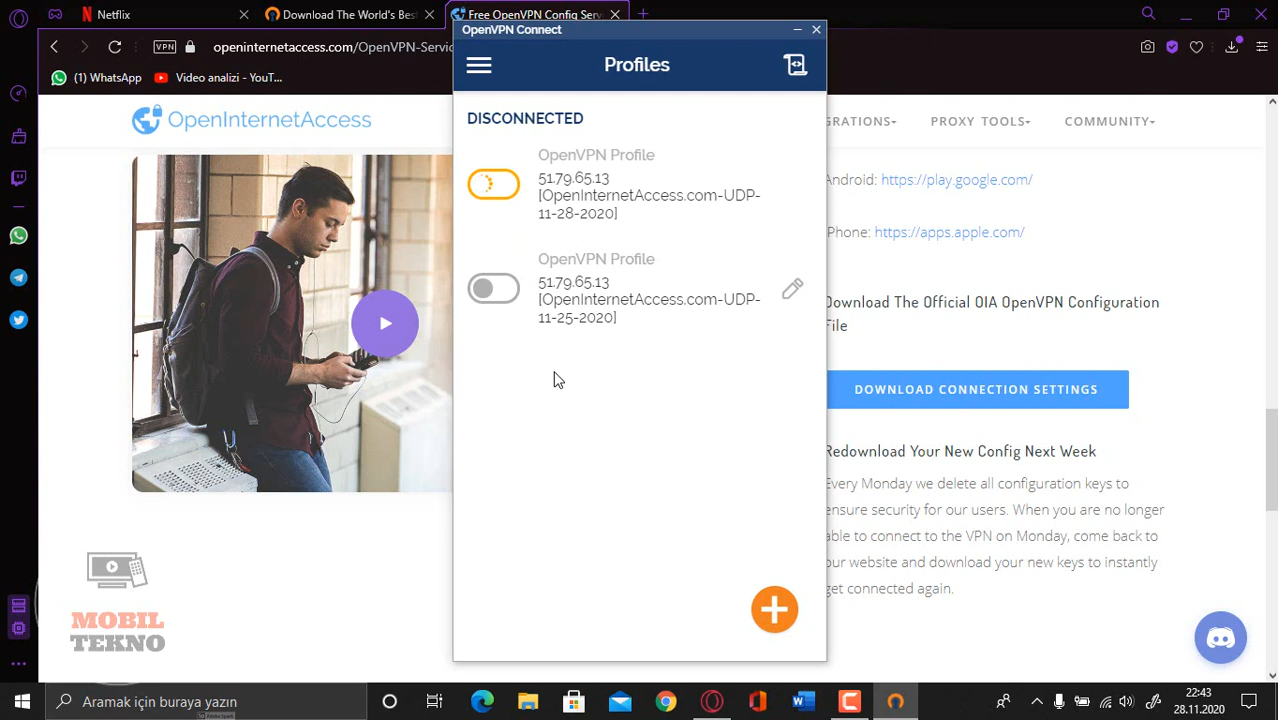 Netflix
Download The World's Best
Free OpenVPN Config Serv
VPN
openinternetaccess.com/OpenVPN-Servic
(1) WhatsApp
Video analizi - YouT...
OpenInternetAccess
GRATIONS
PROXY TOOLS
COMMUNITY
OpenVPN Connect
Profiles
DISCONNECTED
OpenVPN Profile
51.79.65.13
[OpenInternetAccess.com-UDP-
11-28-2020]
OpenVPN Profile
51.79.65.13
[OpenInternetAccess.com-UDP-
11-25-2020]
Android: https://play.google.com/
Phone: https://apps.apple.com/
Download The Official OIA OpenVPN Configuration
File
DOWNLOAD CONNECTION SETTINGS
Redownload Your New Config Next Week
Every Monday we delete all configuration keys to
ensure security for our users. When you are no longer
able to connect to the VPN on Monday, come back to
our website and download your new keys to instantly
get connected again.
MOBIL
TEKNO
Aramak için buraya yazın
Adobe Spark
22:43
28.11.2020